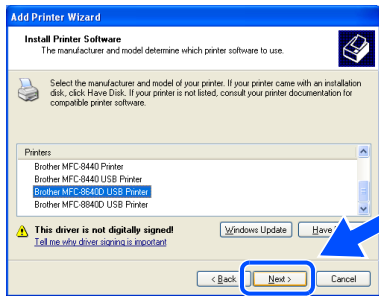 Add Printer Wizard
Install Printer Software
The manufacturer and model determine which printer software to use.
Select the manufacturer and model of your printer. If your printer came with an installation
disk, click Have Disk. If your printer is not listed, consult your printer documentation for
compatible printer software.
Printers
Brother MFC-8440 Printer
Brother MFC-8440 USB Printer
Brother MFC-8640D USB Printer
Brother MFC-8840D USB Printer
This driver is not digitally signed!
Tell me why driver signing is important
Windows Update
Have
< Back
Next >
Cancel